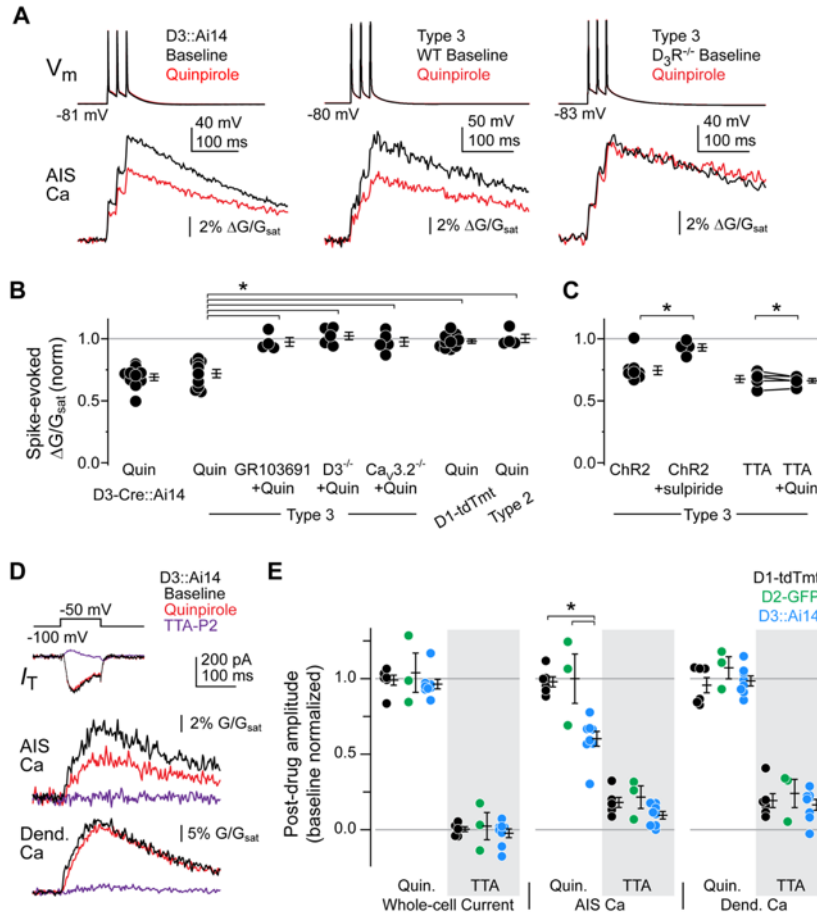 A
D3::Ai14
Baseline
Quinpirole
Type 3
WT Baseline
Quinpirole
Type 3
D₃R⁻/⁻ Baseline
Quinpirole
Vm
-81 mV
40 mV
100 ms
-80 mV
50 mV
100 ms
-83 mV
40 mV
100 ms
AIS
Ca
2% ΔG/Gsat
2% ΔG/Gsat
2% ΔG/Gsat
B
*
Spike-evoked
ΔG/Gsat (norm)
1.0
0.5
0.0
Quin
Quin
GR103691
+Quin
D3⁻/⁻
+Quin
CaV3.2⁻/⁻
+Quin
Quin
Quin
D3-Cre::Ai14
Type 3
D1-tdTmt
Type 2
C
*
*
1.0
0.5
0.0
ChR2
ChR2
+sulpiride
TTA
TTA
+Quin
Type 3
D
D3::Ai14
Baseline
Quinpirole
TTA-P2
-50 mV
-100 mV
IT
200 pA
100 ms
AIS
Ca
2% G/Gsat
Dend.
Ca
5% G/Gsat
E
D1-tdTmt
D2-GFP
D3::Ai14
*
Post-drug amplitude
(baseline normalized)
1.0
0.5
0.0
Quin.
TTA
Quin.
TTA
Quin.
TTA
Whole-cell Current
AIS Ca
Dend. Ca